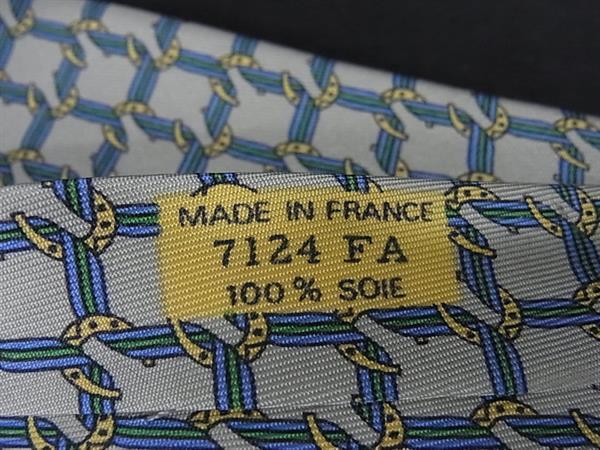 MADE IN FRANCE
7124 FA
100% SOIE